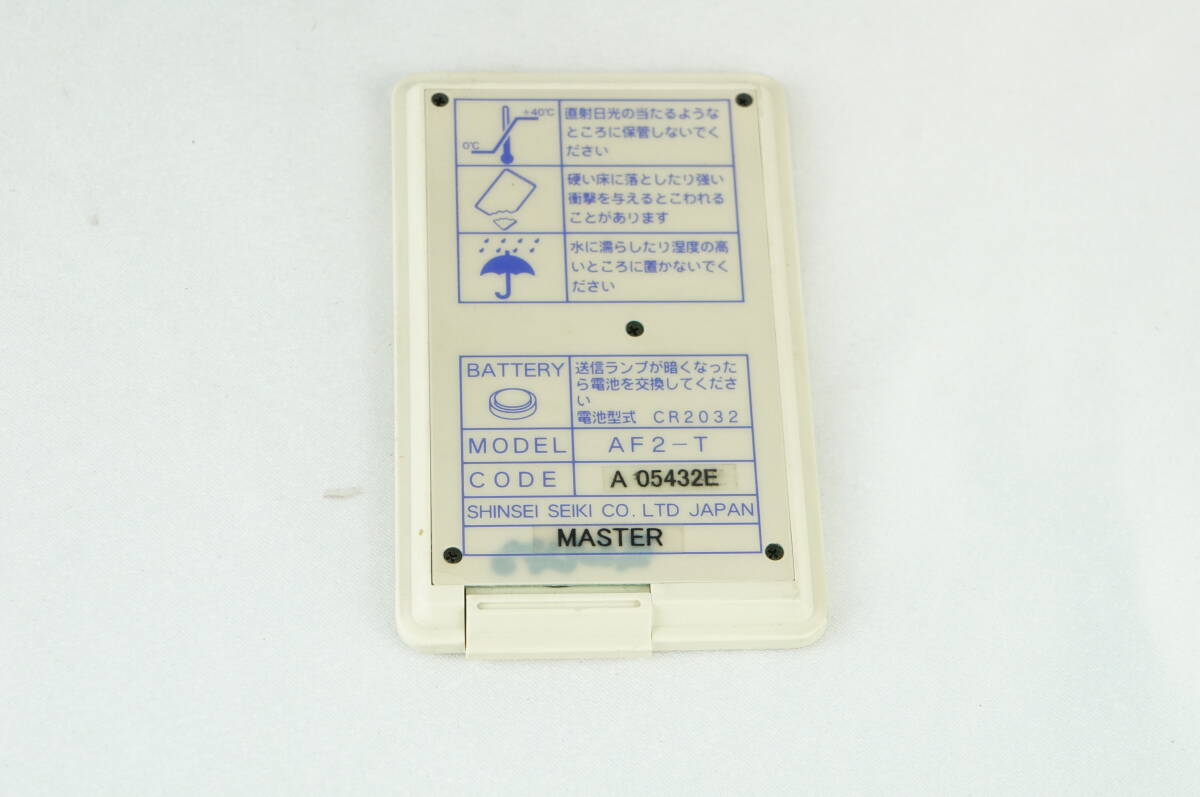 +40℃
0℃
直射日光の当たるような
ところに保管しないでく
ださい
硬い床に落としたり強い
衝撃を与えるとこわれる
ことがあります
水に濡らしたり湿度の高
いところに置かないでく
ださい
BATTERY
送信ランプが暗くなった
ら電池を交換してくださ
い
電池型式 CR2032
MODEL AF2-T
CODE A 05432E
SHINSEI SEIKI CO. LTD JAPAN
MASTER